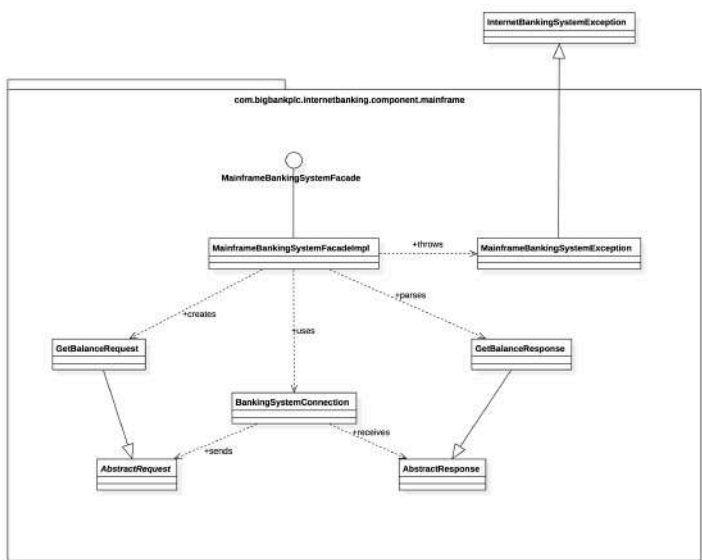 InternetBankingSystemException
com.bigbankplc.internetbanking.component.mainframe
MainframeBankingSystemFacade
MainframeBankingSystemFacadeImpl
+throws
MainframeBankingSystemException
+creates
+uses
+parses
GetBalanceRequest
GetBalanceResponse
BankingSystemConnection
+sends
+receives
AbstractRequest
AbstractResponse